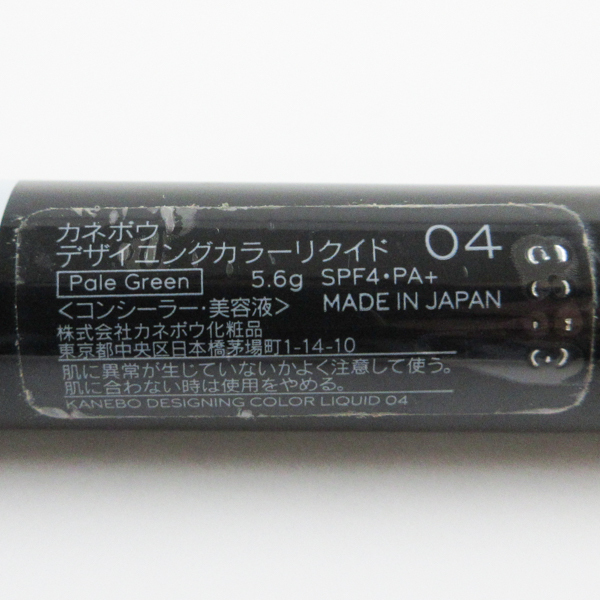 カネボウ
デザイニングカラーリクイド 04
Pale Green 5.6g SPF4・PA+
<コンシーラー・美容液> MADE IN JAPAN
株式会社カネボウ化粧品
東京都中央区日本橋茅場町1-14-10
肌に異常が生じていないかよく注意して使う。
肌に合わない時は使用をやめる。
KANEBO DESIGNING COLOR LIQUID 04